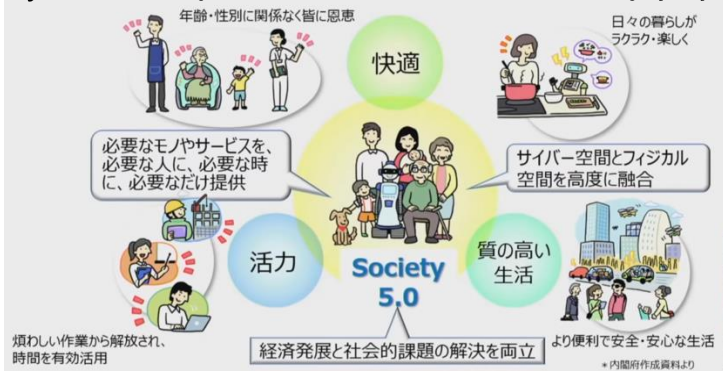 年齢・性別に関係なく皆に恩恵
快適
日々の暮らしが
ラクラク・楽しく
必要なモノやサービスを、
必要な人に、必要な時
に、必要なだけ提供
サイバー空間とフィジカル
空間を高度に融合
活力
Society
5.0
質の高い
生活
煩わしい作業から解放され、
時間を有効活用
経済発展と社会的課題の解決を両立
より便利で安全・安心な生活
*内閣府作成資料より